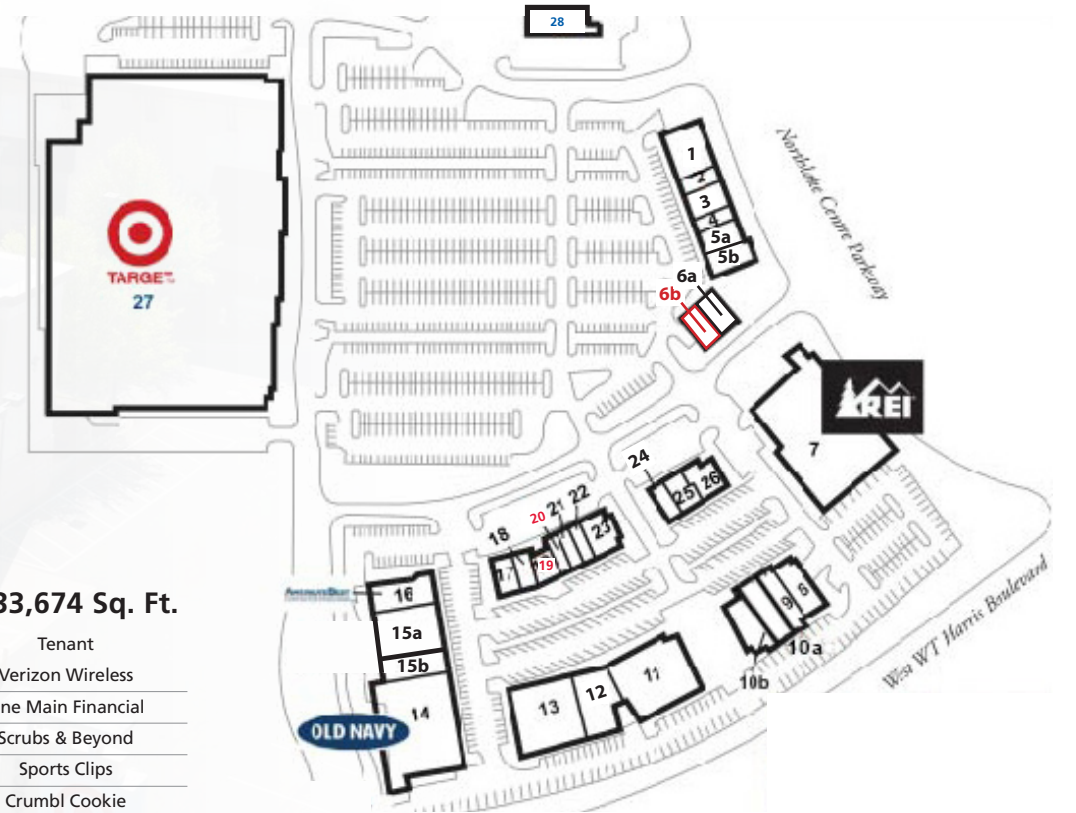 28
1
2
3
4
5a
5b
6a
6b
Northlake Centre Parkway
TARGET
27
REI
7
24
25
26
18
20
21
22
17
19
23
16
15a
15b
14
OLD NAVY
13
12
11
10b
10a
9
8
West WT Harris Boulevard
33,674 Sq. Ft.
Tenant
Verizon Wireless
ne Main Financial
Scrubs & Beyond
Sports Clips
Crumbl Cookie